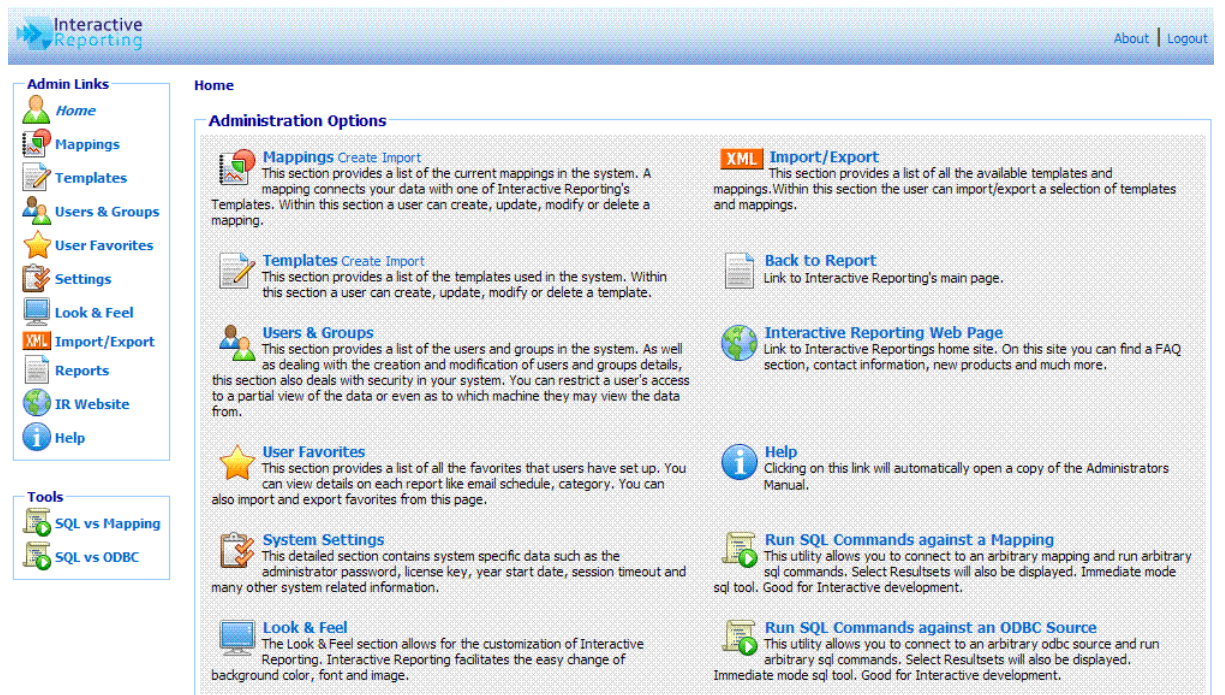 Interactive
Reporting
About | Logout
Admin Links
Home
Mappings
Templates
Users & Groups
User Favorites
Settings
Look & Feel
XML Import/Export
Reports
IR Website
Help
Tools
SQL vs Mapping
SQL vs ODBC
Home
Administration Options
Mappings Create Import
This section provides a list of the current mappings in the system. A
mapping connects your data with one of Interactive Reporting's
Templates. Within this section a user can create, update, modify or delete a
mapping.
Templates Create Import
This section provides a list of the templates used in the system. Within
this section a user can create, update, modify or delete a template.
Users & Groups
This section provides a list of the users and groups in the system. As well
as dealing with the creation and modification of users and groups details,
this section also deals with security in your system. You can restrict a user's access
to a partial view of the data or even as to which machine they may view the data
from.
User Favorites
This section provides a list of all the favorites that users have set up. You
can view details on each report like email schedule, category. You can
also import and export favorites from this page.
System Settings
This detailed section contains system specific data such as the
administrator password, license key, year start date, session timeout and
many other system related information.
Look & Feel
The Look & Feel section allows for the customization of Interactive
Reporting. Interactive Reporting facilitates the easy change of
background color, font and image.
XML Import/Export
This section provides a list of all the available templates and
mappings.Within this section the user can import/export a selection of templates
and mappings.
Back to Report
Link to Interactive Reporting's main page.
Interactive Reporting Web Page
Link to Interactive Reportings home site. On this site you can find a FAQ
section, contact information, new products and much more.
Help
Clicking on this link will automatically open a copy of the Administrators
Manual.
Run SQL Commands against a Mapping
This utility allows you to connect to an arbitrary mapping and run arbitrary
sql commands. Select Resultsets will also be displayed. Immediate mode
sql tool. Good for Interactive development.
Run SQL Commands against an ODBC Source
This utility allows you to connect to an arbitrary odbc source and run
arbitrary sql commands. Select Resultsets will also be displayed.
Immediate mode sql tool. Good for Interactive development.